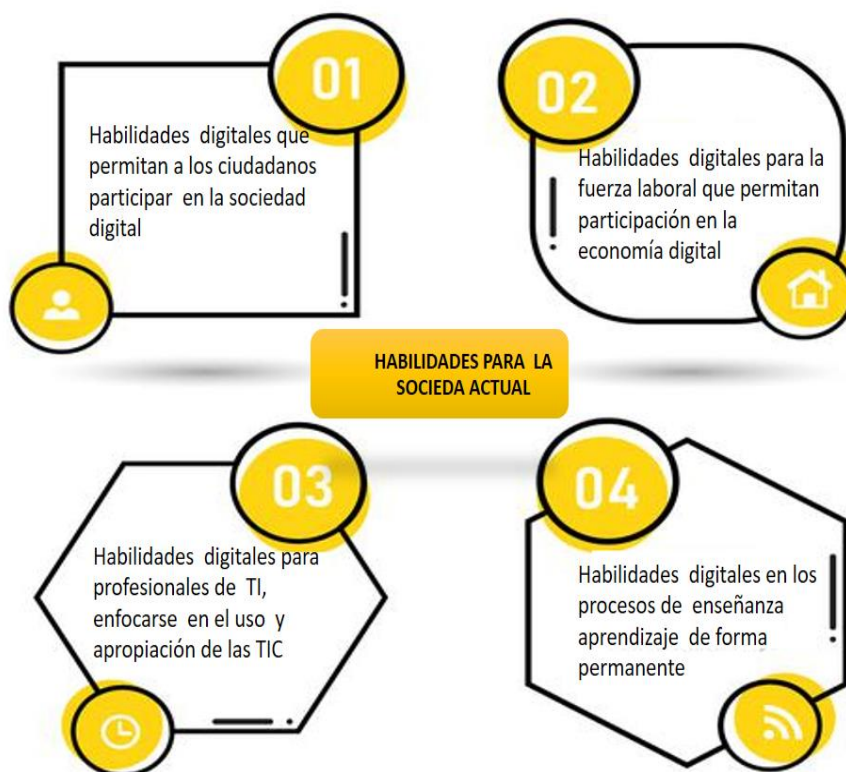 01
Habilidades digitales que
permitan a los ciudadanos
participar en la sociedad
digital
02
Habilidades digitales para la
fuerza laboral que permitan
participación en la
economía digital
HABILIDADES PARA LA
SOCIEDA ACTUAL
03
Habilidades digitales para
profesionales de TI,
enfocarse en el uso y
apropiación de las TIC
04
Habilidades digitales en los
procesos de enseñanza
aprendizaje de forma
permanente